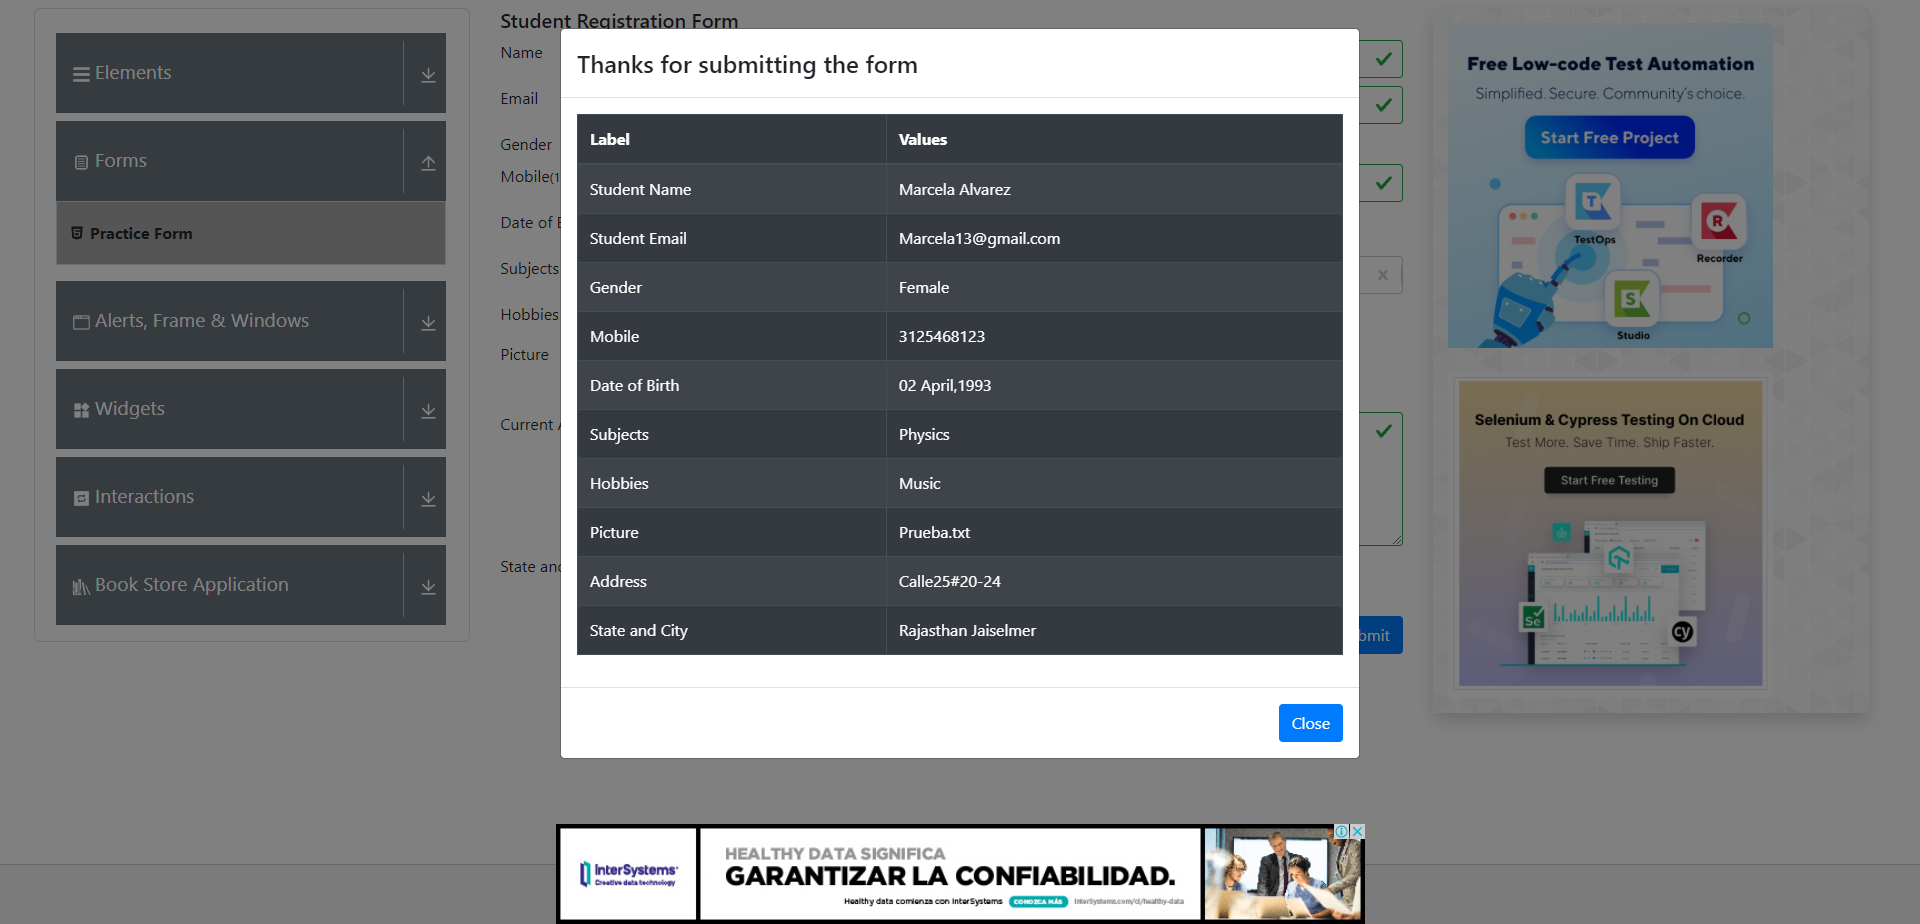 Elements
Forms
Practice Form
Alerts, Frame & Windows
Widgets
Interactions
Book Store Application
Student Registration Form
Name
Email
Gender
Mobile(1
Date of B
Subjects
Hobbies
Picture
Current A
State and
bmit
Thanks for submitting the form
Label Values
Student Name Marcela Alvarez
Student Email Marcela13@gmail.com
Gender Female
Mobile 3125468123
Date of Birth 02 April,1993
Subjects Physics
Hobbies Music
Picture Prueba.txt
Address Calle25#20-24
State and City Rajasthan Jaiselmer
Close
Free Low-code Test Automation
Simplified. Secure. Community's choice.
Start Free Project
T
TestOps
R
Recorder
S
Studio
Selenium & Cypress Testing On Cloud
Test More. Save Time. Ship Faster.
Start Free Testing
Se
cy
InterSystems
Creative data technology
HEALTHY DATA SIGNIFICA
GARANTIZAR LA CONFIABILIDAD.
Healthy data comienza con InterSystems CONOZCA MÁS InterSystems.com/cl/healthy-data